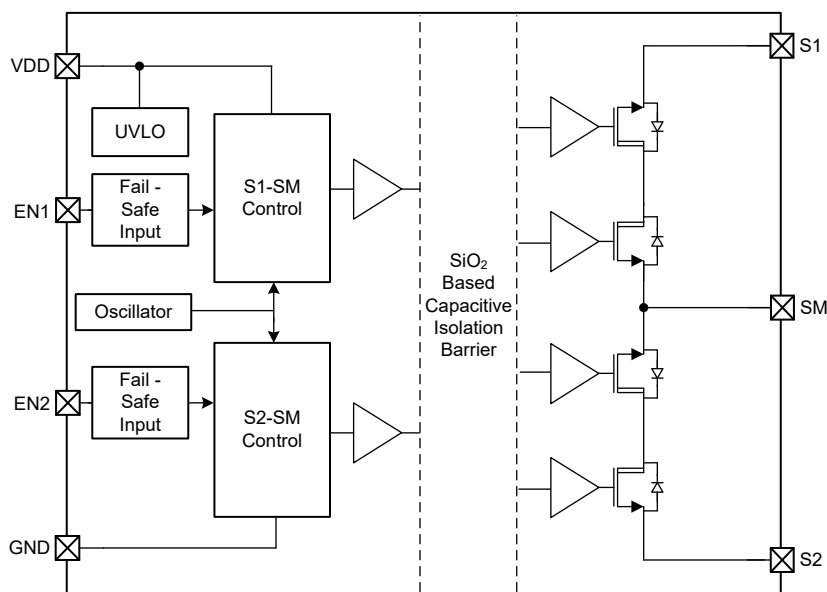 S1
VDD
UVLO
EN1
Fail -
Safe
Input
S1-SM
Control
SiO₂
Based
Capacitive
Isolation
Barrier
Oscillator
SM
EN2
Fail -
Safe
Input
S2-SM
Control
GND
S2